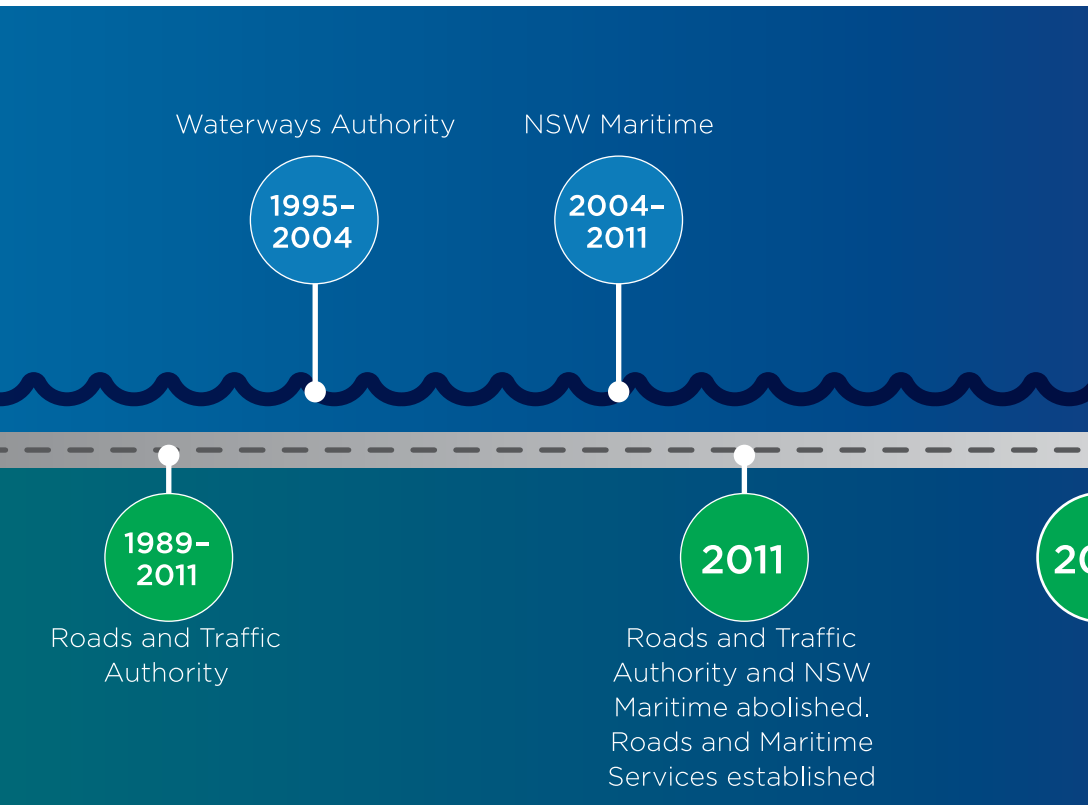 Waterways Authority
1995–
2004
NSW Maritime
2004–
2011
1989–
2011
Roads and Traffic
Authority
2011
Roads and Traffic
Authority and NSW
Maritime abolished.
Roads and Maritime
Services established